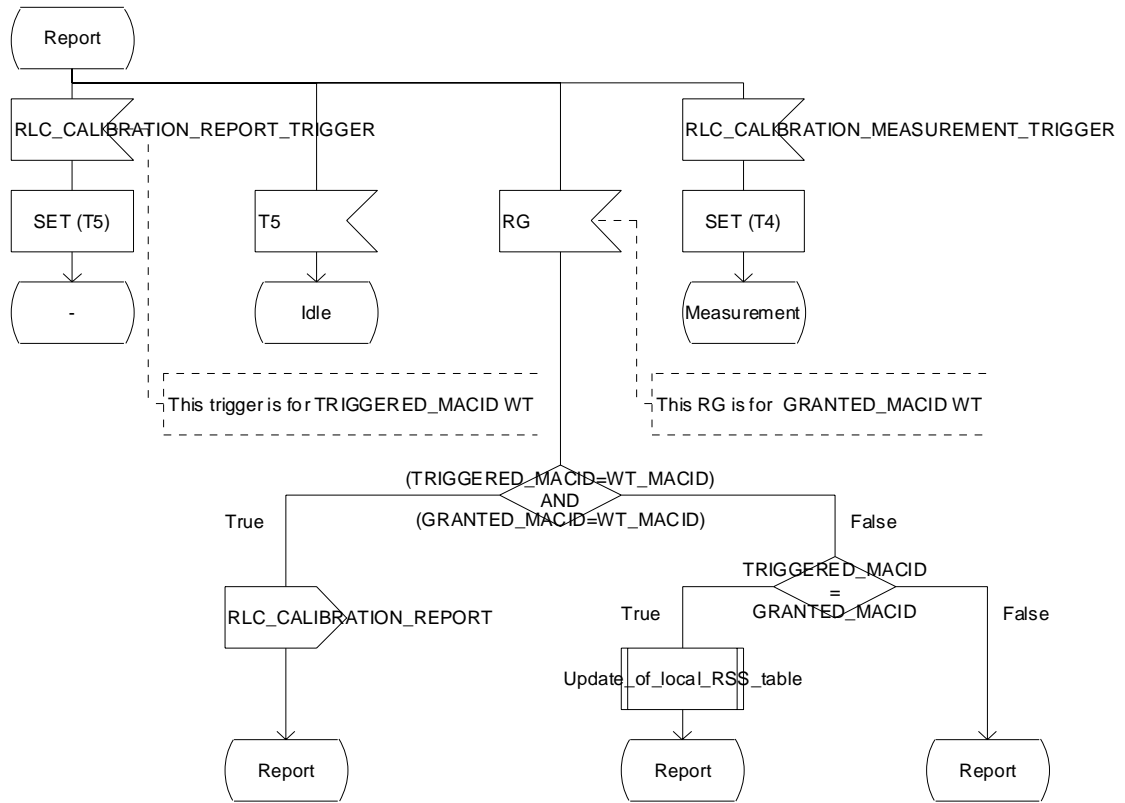 Report
RLC_CALIBRATION_REPORT_TRIGGER
RLC_CALIBRATION_MEASUREMENT_TRIGGER
SET (T5)
T5
RG
SET (T4)
-
Idle
Measurement
This trigger is for TRIGGERED_MACID WT
This RG is for GRANTED_MACID WT
(TRIGGERED_MACID=WT_MACID)
AND
(GRANTED_MACID=WT_MACID)
True
False
TRIGGERED_MACID
=
GRANTED_MACID
True
False
RLC_CALIBRATION_REPORT
Update_of_local_RSS_table
Report
Report
Report